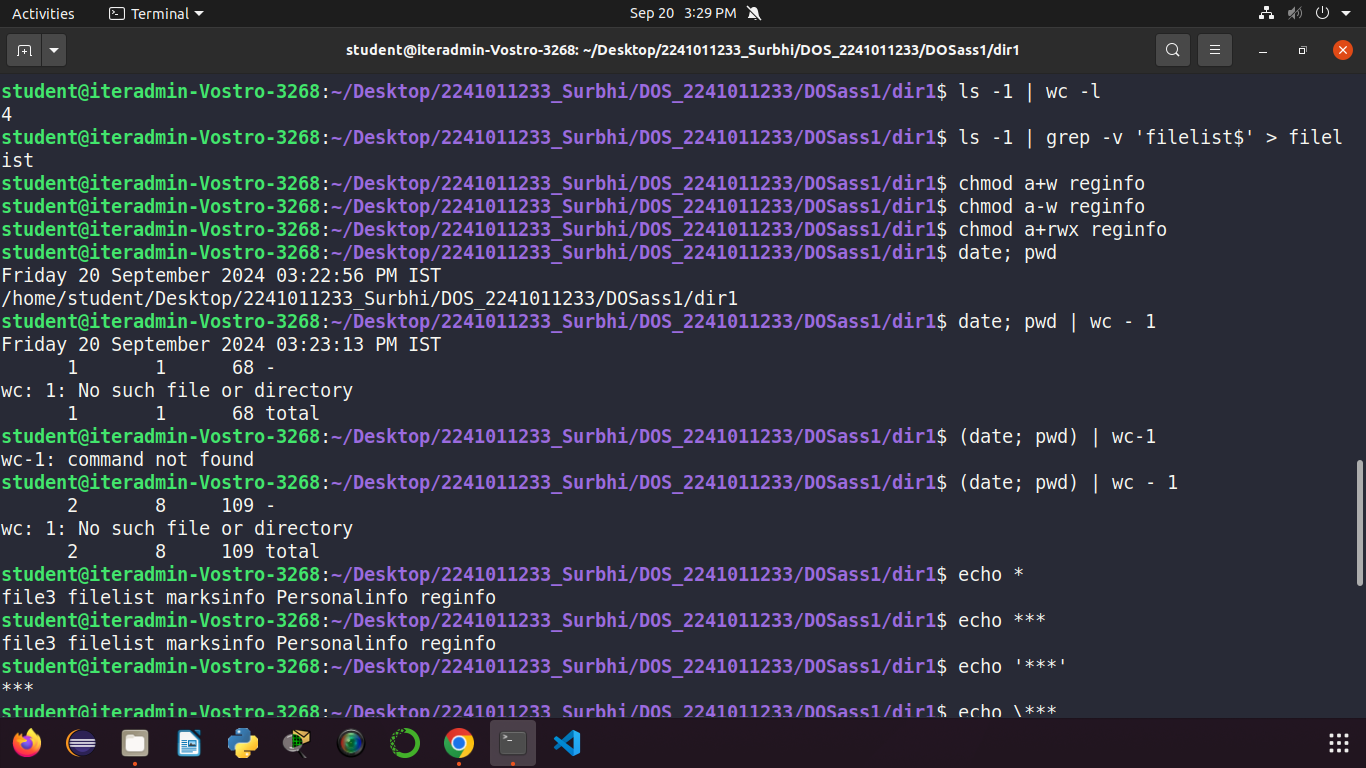 Activities Terminal Sep 20 3:29 PM
student@iteradmin-Vostro-3268: ~/Desktop/2241011233_Surbhi/DOS_2241011233/DOSass1/dir1
student@iteradmin-Vostro-3268:~/Desktop/2241011233_Surbhi/DOS_2241011233/DOSass1/dir1$ ls -1 | wc -l
4
student@iteradmin-Vostro-3268:~/Desktop/2241011233_Surbhi/DOS_2241011233/DOSass1/dir1$ ls -1 | grep -v 'filelist$' > filel
ist
student@iteradmin-Vostro-3268:~/Desktop/2241011233_Surbhi/DOS_2241011233/DOSass1/dir1$ chmod a+w reginfo
student@iteradmin-Vostro-3268:~/Desktop/2241011233_Surbhi/DOS_2241011233/DOSass1/dir1$ chmod a-w reginfo
student@iteradmin-Vostro-3268:~/Desktop/2241011233_Surbhi/DOS_2241011233/DOSass1/dir1$ chmod a+rwx reginfo
student@iteradmin-Vostro-3268:~/Desktop/2241011233_Surbhi/DOS_2241011233/DOSass1/dir1$ date; pwd
Friday 20 September 2024 03:22:56 PM IST
/home/student/Desktop/2241011233_Surbhi/DOS_2241011233/DOSass1/dir1
student@iteradmin-Vostro-3268:~/Desktop/2241011233_Surbhi/DOS_2241011233/DOSass1/dir1$ date; pwd | wc - 1
Friday 20 September 2024 03:23:13 PM IST
      1       1      68 -
wc: 1: No such file or directory
      1       1      68 total
student@iteradmin-Vostro-3268:~/Desktop/2241011233_Surbhi/DOS_2241011233/DOSass1/dir1$ (date; pwd) | wc-1
wc-1: command not found
student@iteradmin-Vostro-3268:~/Desktop/2241011233_Surbhi/DOS_2241011233/DOSass1/dir1$ (date; pwd) | wc - 1
      2       8     109 -
wc: 1: No such file or directory
      2       8     109 total
student@iteradmin-Vostro-3268:~/Desktop/2241011233_Surbhi/DOS_2241011233/DOSass1/dir1$ echo *
file3 filelist marksinfo Personalinfo reginfo
student@iteradmin-Vostro-3268:~/Desktop/2241011233_Surbhi/DOS_2241011233/DOSass1/dir1$ echo ***
file3 filelist marksinfo Personalinfo reginfo
student@iteradmin-Vostro-3268:~/Desktop/2241011233_Surbhi/DOS_2241011233/DOSass1/dir1$ echo '***'
***
student@iteradmin-Vostro-3268:~/Desktop/2241011233_Surbhi/DOS_2241011233/DOSass1/dir1$ echo \***